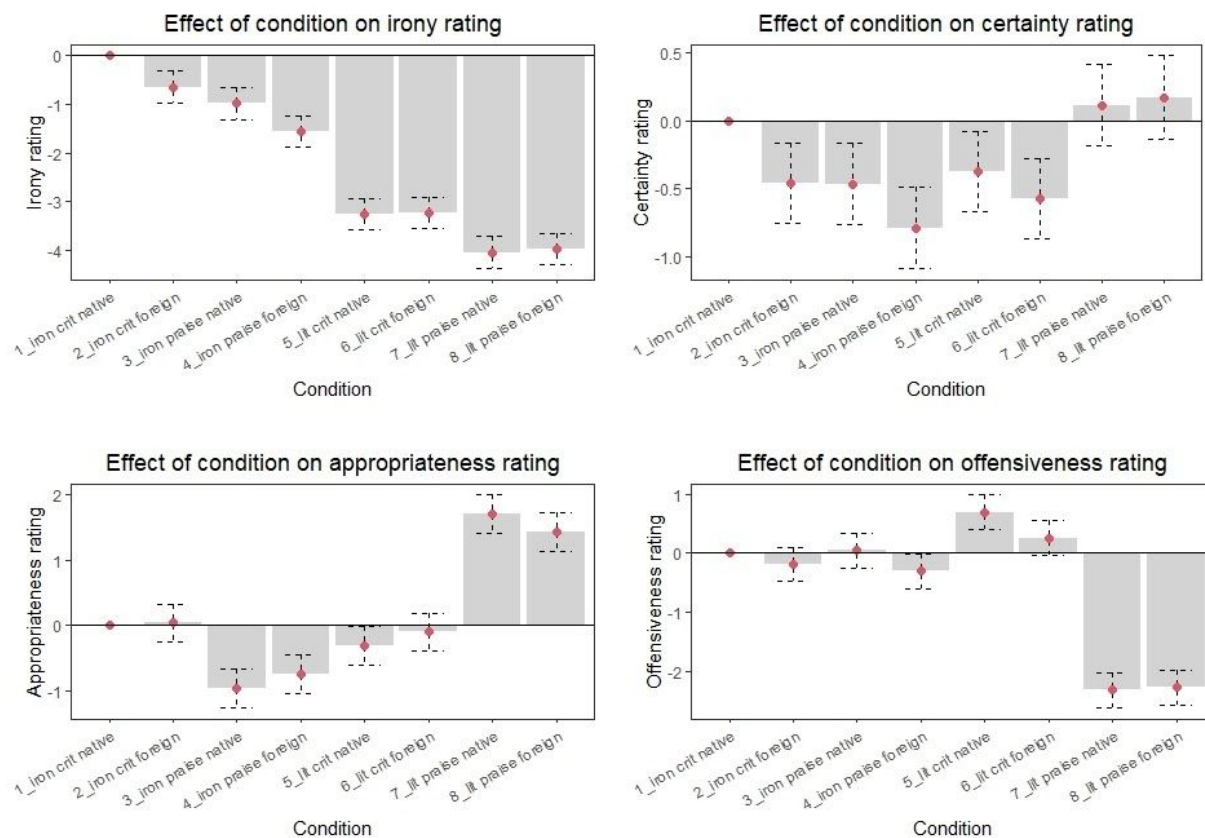 Effect of condition on irony rating
Irony rating
0
-1
-2
-3
-4
1_iron crit native
2_iron crit foreign
3_iron praise native
4_iron praise foreign
5_lit crit native
6_lit crit foreign
7_lit praise native
8_lit praise foreign
Condition
Effect of condition on certainty rating
Certainty rating
0.5
0.0
-0.5
-1.0
1_iron crit native
2_iron crit foreign
3_iron praise native
4_iron praise foreign
5_lit crit native
6_lit crit foreign
7_lit praise native
8_lit praise foreign
Condition
Effect of condition on appropriateness rating
Appropriateness rating
2
1
0
-1
1_iron crit native
2_iron crit foreign
3_iron praise native
4_iron praise foreign
5_lit crit native
6_lit crit foreign
7_lit praise native
8_lit praise foreign
Condition
Effect of condition on offensiveness rating
Offensiveness rating
1
0
-1
-2
1_iron crit native
2_iron crit foreign
3_iron praise native
4_iron praise foreign
5_lit crit native
6_lit crit foreign
7_lit praise native
8_lit praise foreign
Condition